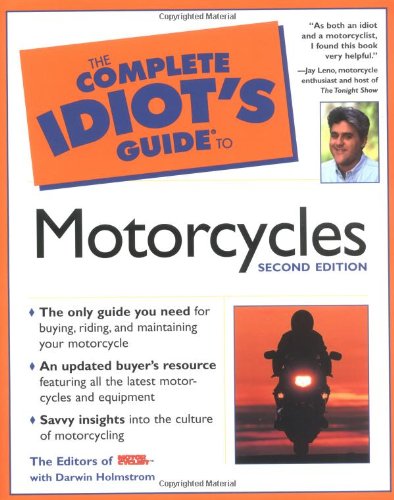 Copyrighted Material
THE
COMPLETE
IDIOT'S
GUIDE® TO
"As both an idiot
and a motorcyclist,
I found this book
very helpful."
—Jay Leno, motorcycle
enthusiast and host of
The Tonight Show
Motorcycles
SECOND EDITION
The only guide you need for
buying, riding, and maintaining
your motorcycle
An updated buyer's resource
featuring all the latest motor-
cycles and equipment
Savvy insights into the culture
of motorcycling
The Editors of MOTOR CYCLIST™
with Darwin Holmstrom
Copyrighted Material